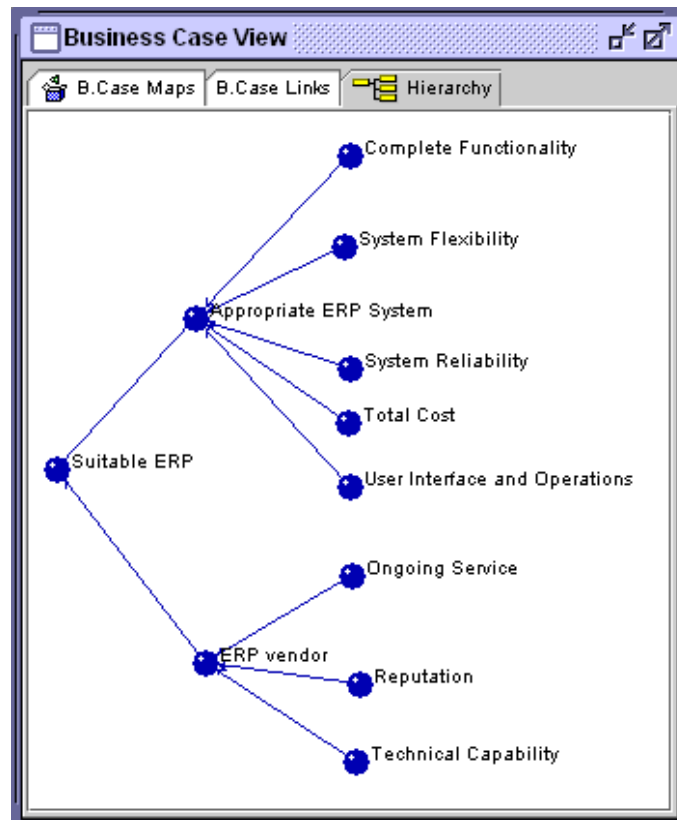 Business Case View
B.Case Maps
B.Case Links
Hierarchy
Complete Functionality
System Flexibility
Appropriate ERP System
System Reliability
Total Cost
Suitable ERP
User Interface and Operations
Ongoing Service
ERP vendor
Reputation
Technical Capability